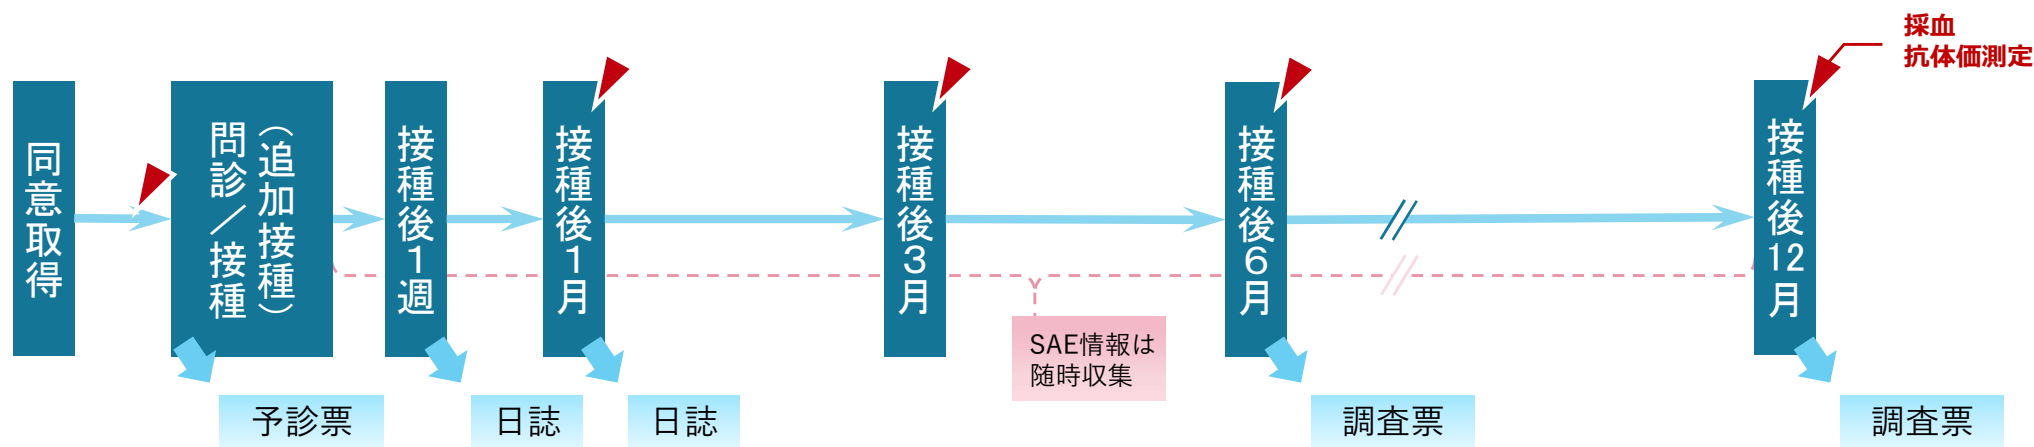 採血
抗体価測定
同意取得
（追加接種）
問診／接種
接種後１週
接種後１月
接種後３月
接種後６月
接種後12月
SAE情報は
随時収集
予診票
日誌
日誌
調査票
調査票